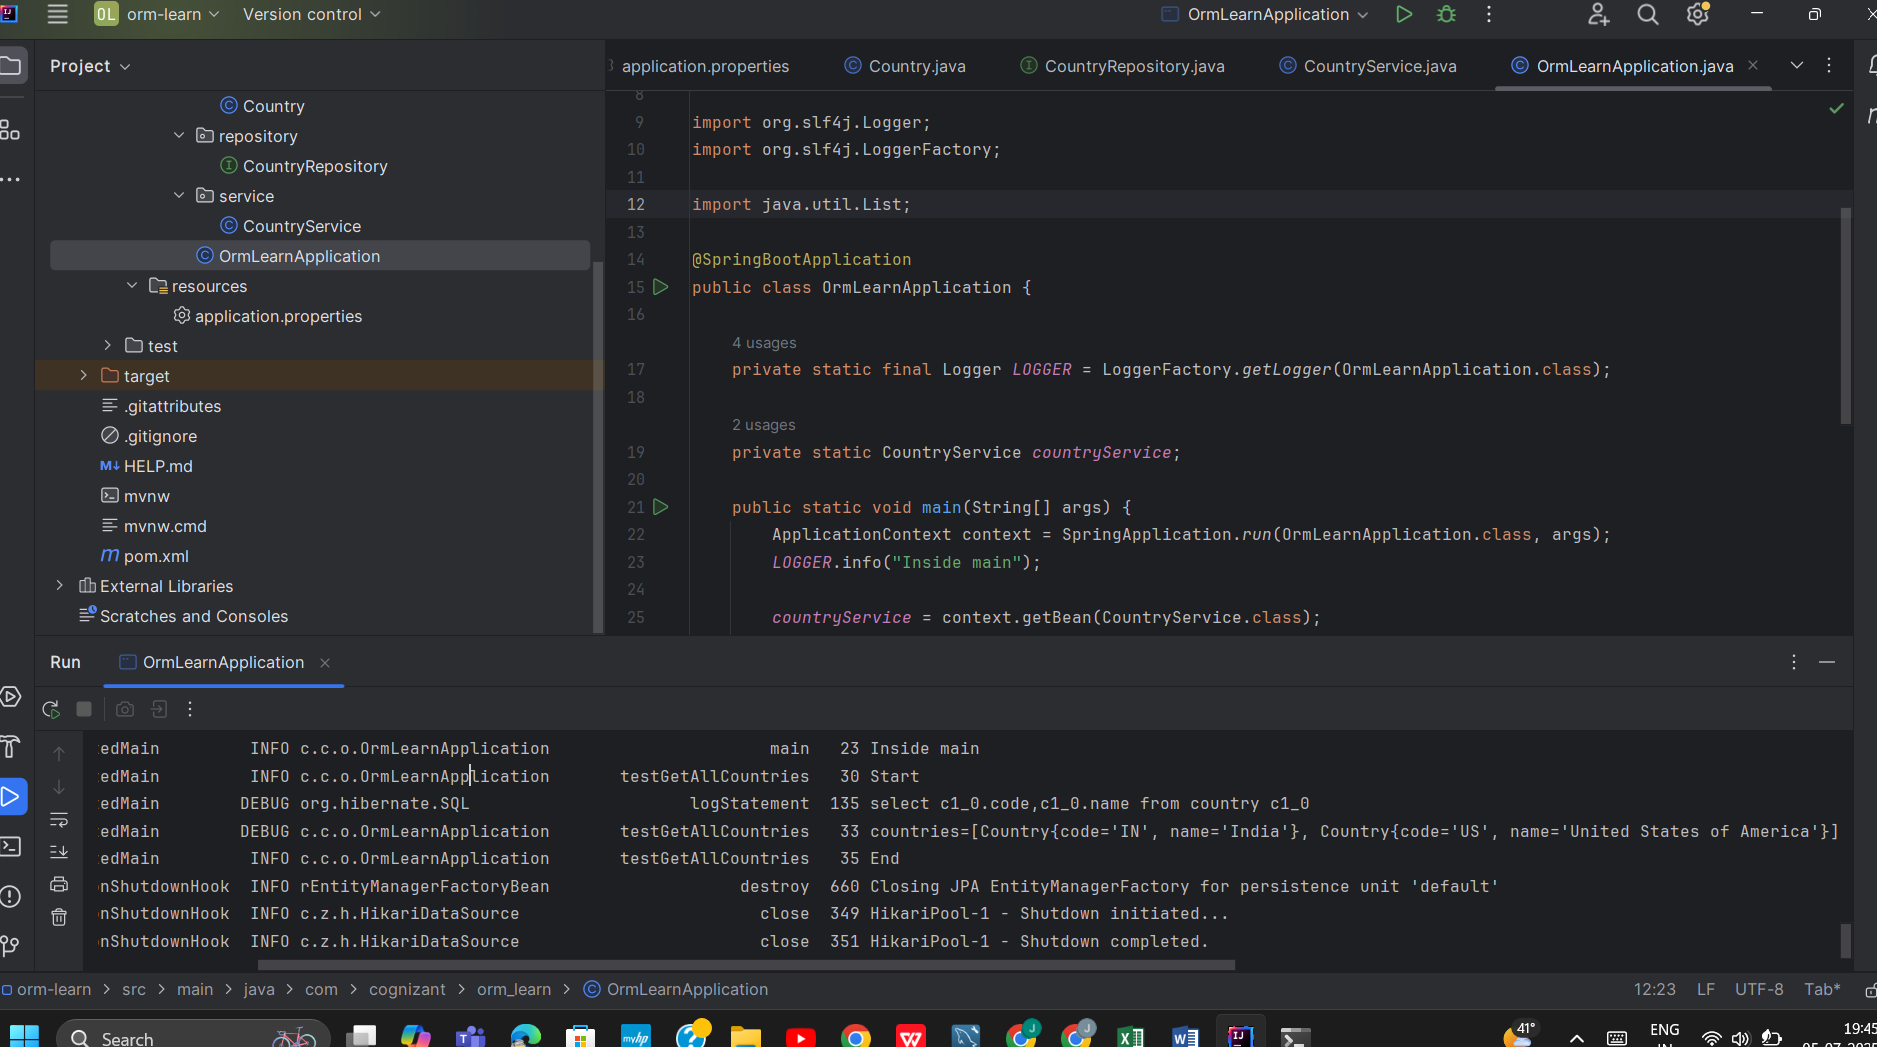 OL orm-learn Version control OrmLearnApplication
Project
application.properties Country.java CountryRepository.java CountryService.java OrmLearnApplication.java
Country
repository
CountryRepository
service
CountryService
OrmLearnApplication
resources
application.properties
test
target
.gitattributes
.gitignore
M↓ HELP.md
mvnw
mvnw.cmd
m pom.xml
External Libraries
Scratches and Consoles
8
9 import org.slf4j.Logger;
10 import org.slf4j.LoggerFactory;
11
12 import java.util.List;
13
14 @SpringBootApplication
15 public class OrmLearnApplication {
16
4 usages
17 private static final Logger LOGGER = LoggerFactory.getLogger(OrmLearnApplication.class);
18
2 usages
19 private static CountryService countryService;
20
21 public static void main(String[] args) {
22 ApplicationContext context = SpringApplication.run(OrmLearnApplication.class, args);
23 LOGGER.info("Inside main");
24
25 countryService = context.getBean(CountryService.class);
Run OrmLearnApplication
edMain INFO c.c.o.OrmLearnApplication main 23 Inside main
edMain INFO c.c.o.OrmLearnApplication testGetAllCountries 30 Start
edMain DEBUG org.hibernate.SQL logStatement 135 select c1_0.code,c1_0.name from country c1_0
edMain DEBUG c.c.o.OrmLearnApplication testGetAllCountries 33 countries=[Country{code='IN', name='India'}, Country{code='US', name='United States of America'}]
edMain INFO c.c.o.OrmLearnApplication testGetAllCountries 35 End
nShutdownHook INFO rEntityManagerFactoryBean destroy 660 Closing JPA EntityManagerFactory for persistence unit 'default'
nShutdownHook INFO c.z.h.HikariDataSource close 349 HikariPool-1 - Shutdown initiated...
nShutdownHook INFO c.z.h.HikariDataSource close 351 HikariPool-1 - Shutdown completed.
orm-learn > src > main > java > com > cognizant > orm_learn > OrmLearnApplication 12:23 LF UTF-8 Tab*
Search 41° ENG 19:45